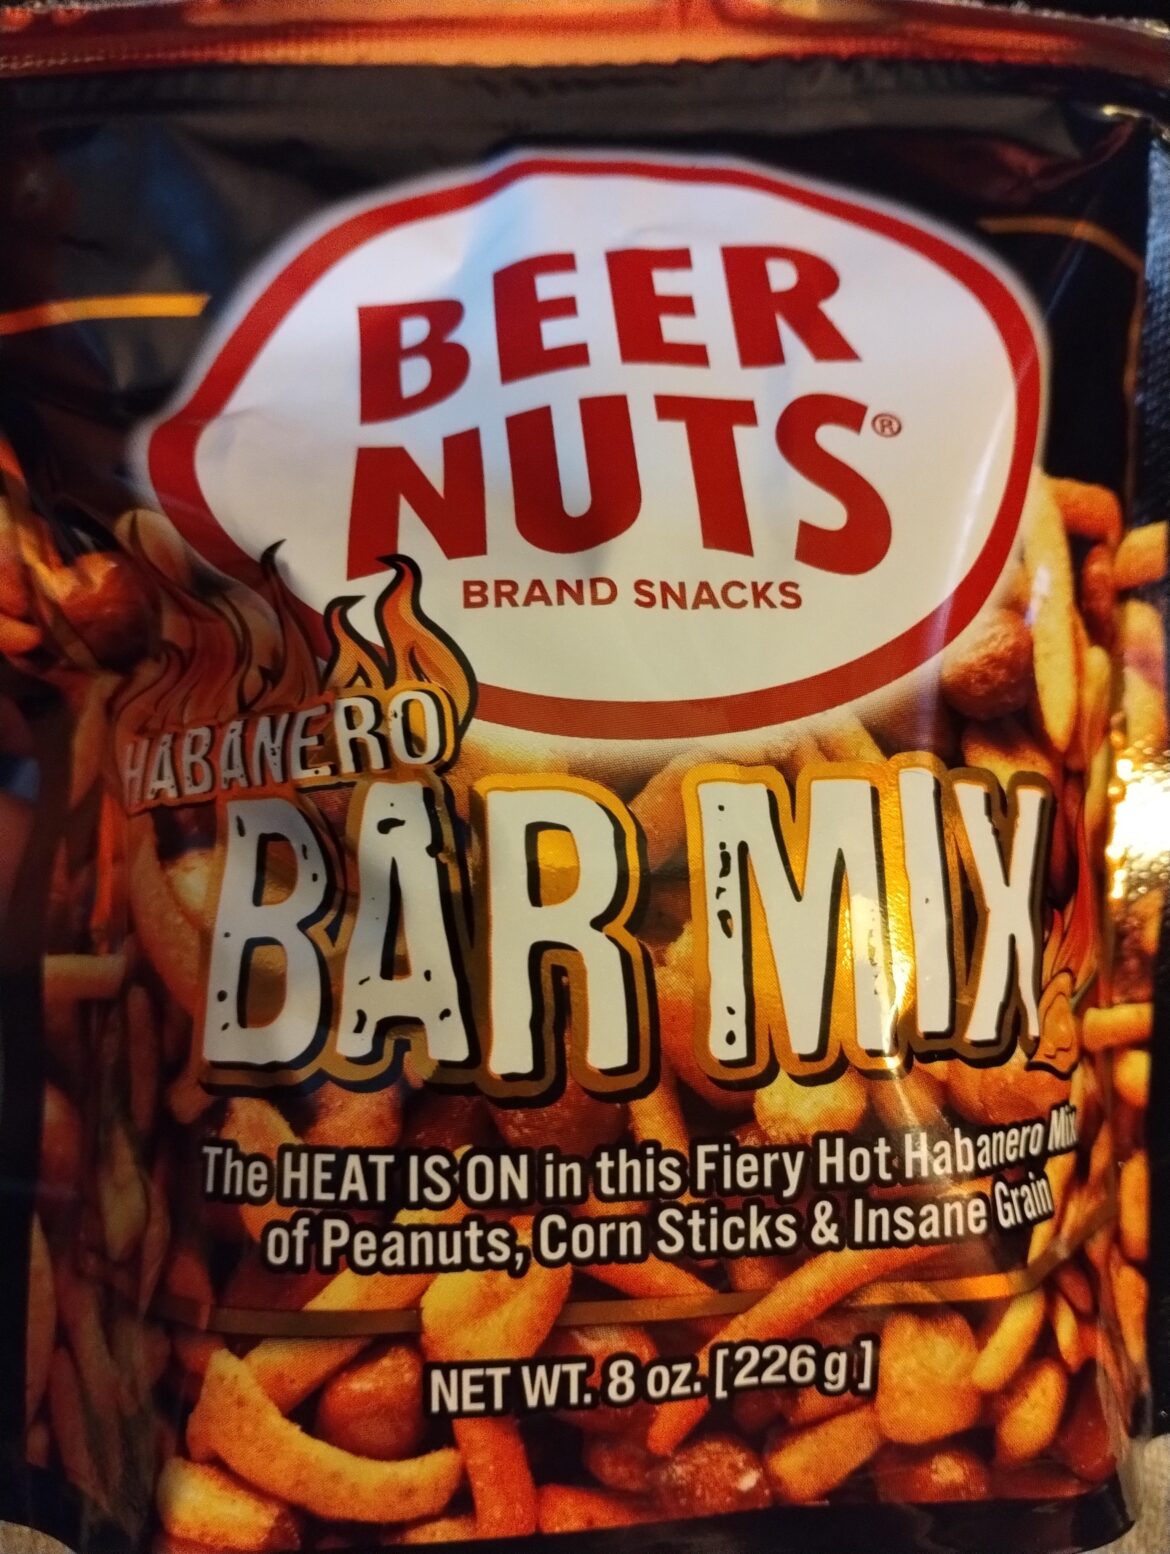 BEER
NUTS®
BRAND SNACKS
HABANERO
BAR MIX
The HEAT IS ON in this Fiery Hot Habanero Mix
of Peanuts, Corn Sticks & Insane Grain
NET WT. 8 oz. [226 g]